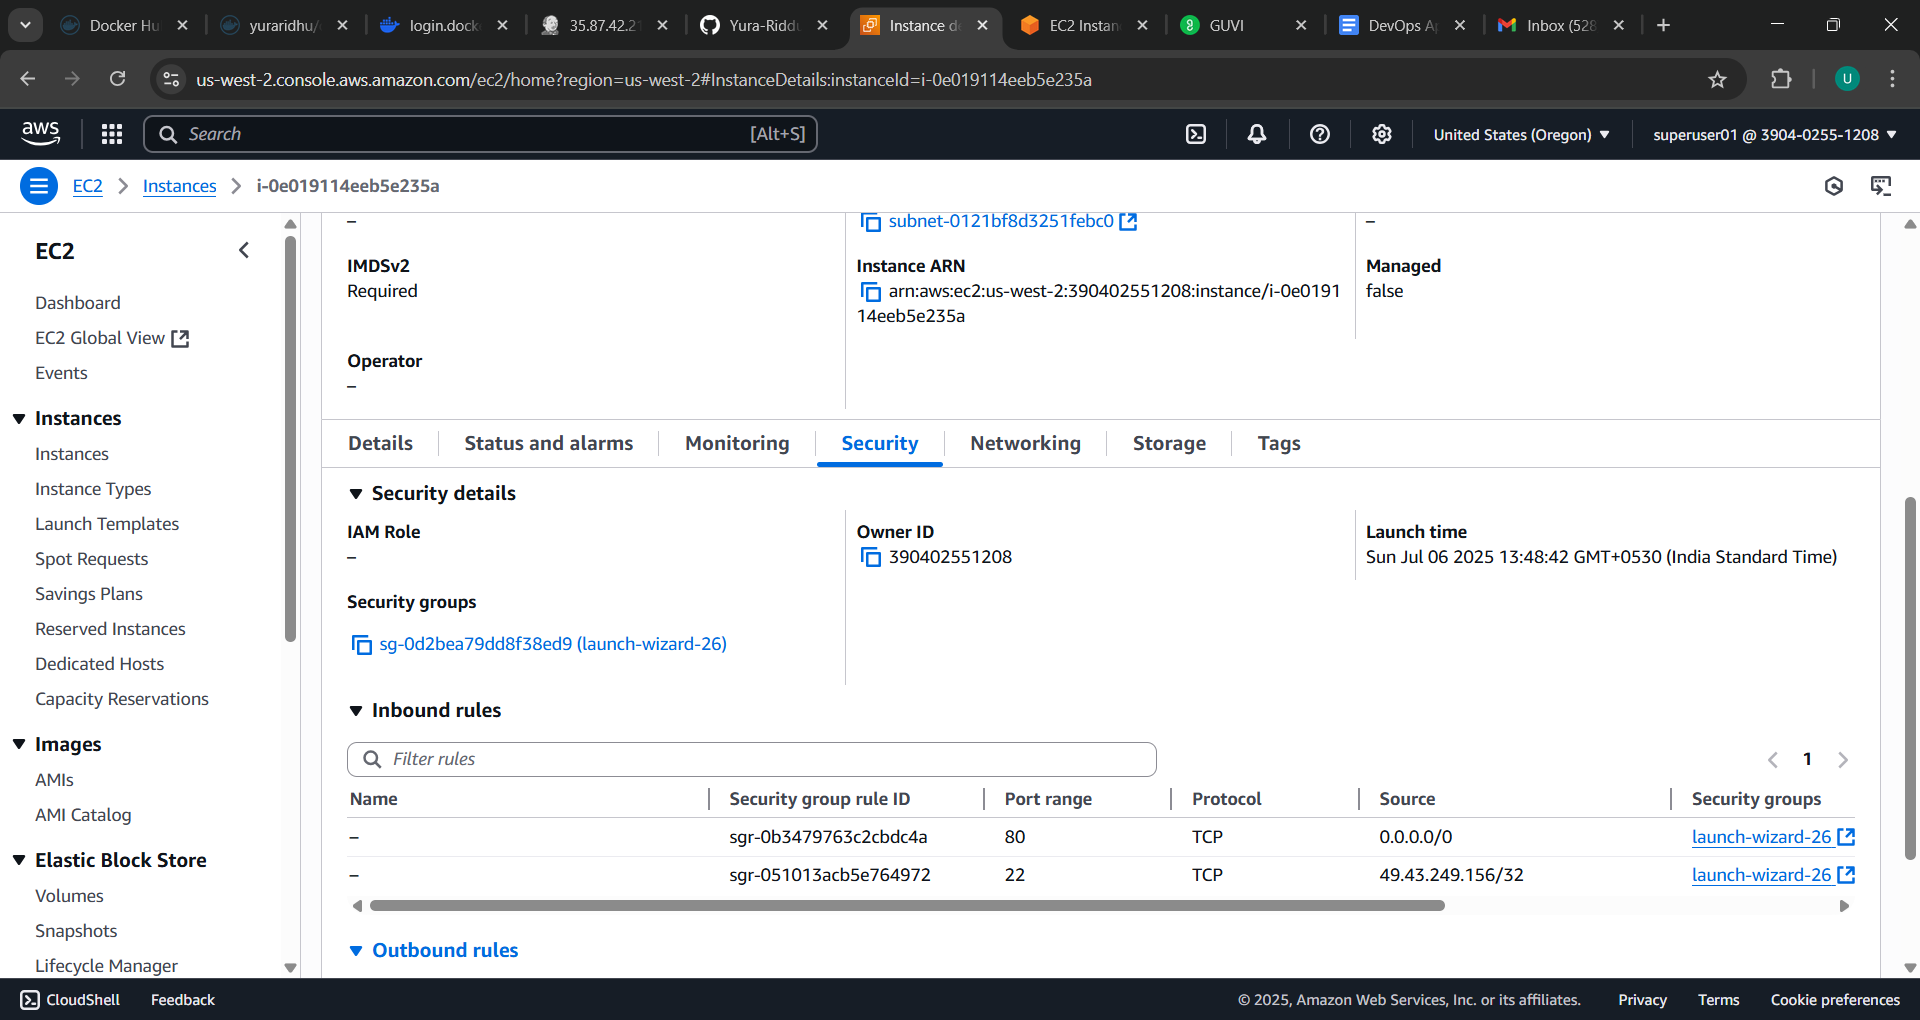 Docker Hu
yuraridhu/
login.dock
35.87.42.21
Yura-Riddu
Instance de
EC2 Instan
GUVI
DevOps Ap
Inbox (528
us-west-2.console.aws.amazon.com/ec2/home?region=us-west-2#InstanceDetails:instanceId=i-0e019114eeb5e235a
U
aws
Search
[Alt+S]
United States (Oregon)
superuser01 @ 3904-0255-1208
EC2
Instances
i-0e019114eeb5e235a
EC2
Dashboard
EC2 Global View
Events
Instances
Instances
Instance Types
Launch Templates
Spot Requests
Savings Plans
Reserved Instances
Dedicated Hosts
Capacity Reservations
Images
AMIs
AMI Catalog
Elastic Block Store
Volumes
Snapshots
Lifecycle Manager
–
subnet-0121bf8d3251febc0
–
IMDSv2
Required
Instance ARN
arn:aws:ec2:us-west-2:390402551208:instance/i-0e0191
14eeb5e235a
Managed
false
Operator
–
Details
Status and alarms
Monitoring
Security
Networking
Storage
Tags
Security details
IAM Role
–
Owner ID
390402551208
Launch time
Sun Jul 06 2025 13:48:42 GMT+0530 (India Standard Time)
Security groups
sg-0d2bea79dd8f38ed9 (launch-wizard-26)
Inbound rules
Filter rules
1
Name Security group rule ID Port range Protocol Source Security groups
– sgr-0b3479763c2cbdc4a 80 TCP 0.0.0.0/0 launch-wizard-26
– sgr-051013acb5e764972 22 TCP 49.43.249.156/32 launch-wizard-26
Outbound rules
CloudShell
Feedback
© 2025, Amazon Web Services, Inc. or its affiliates.
Privacy
Terms
Cookie preferences